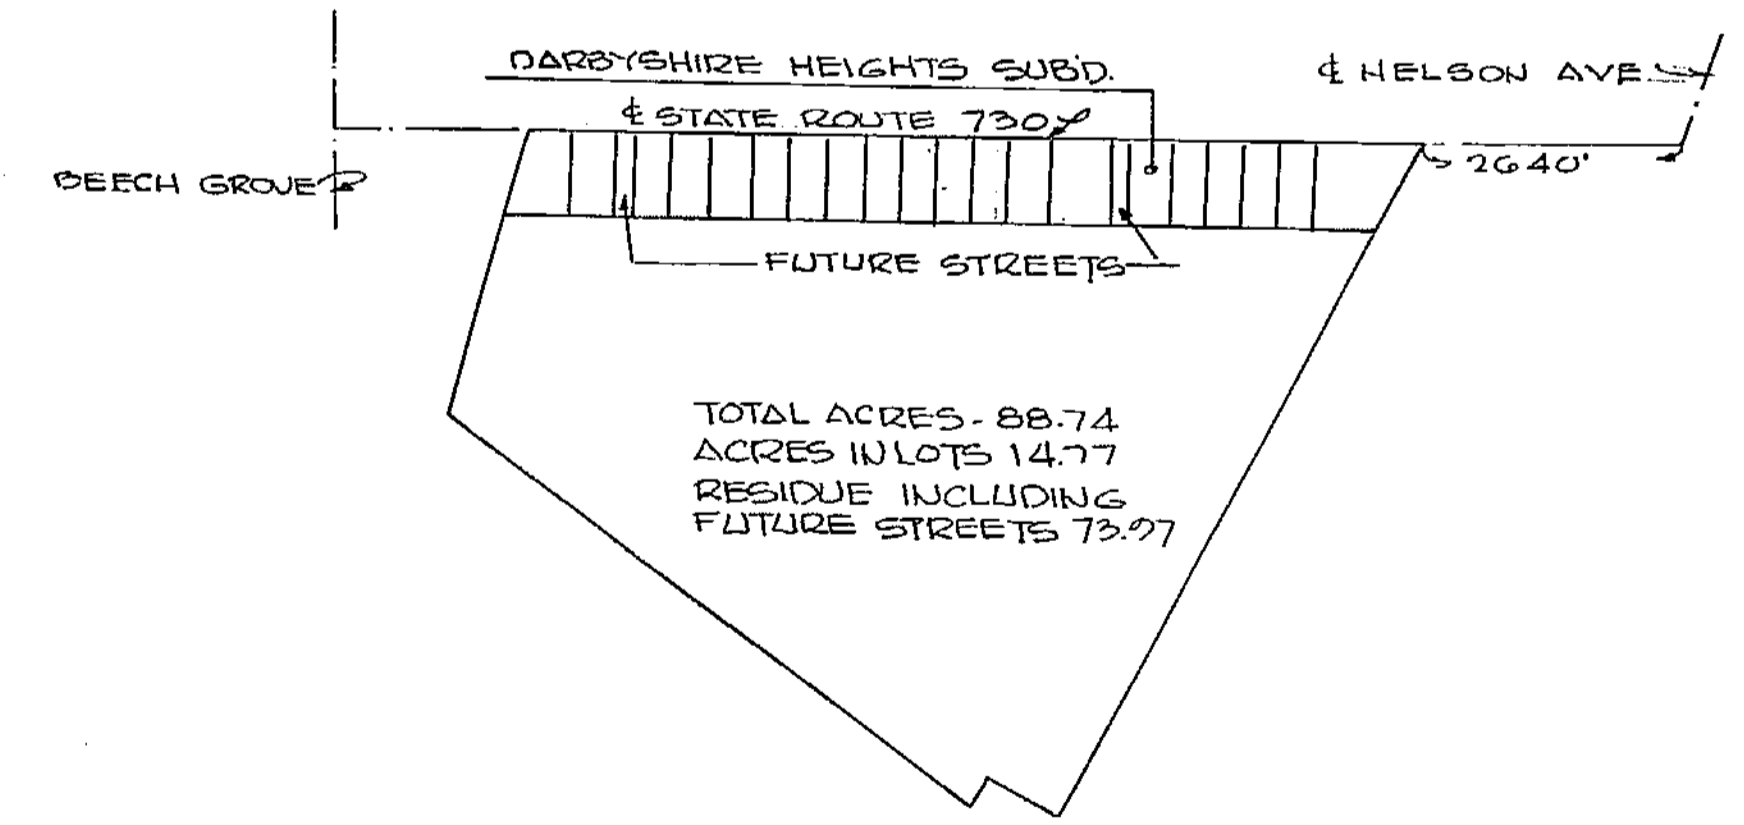 DARBYSHIRE HEIGHTS SUB'D.
℄ NELSON AVE.
℄ STATE ROUTE 730
2640'
BEECH GROVE
FUTURE STREETS
TOTAL ACRES - 88.74
ACRES IN LOTS 14.77
RESIDUE INCLUDING
FUTURE STREETS 73.97